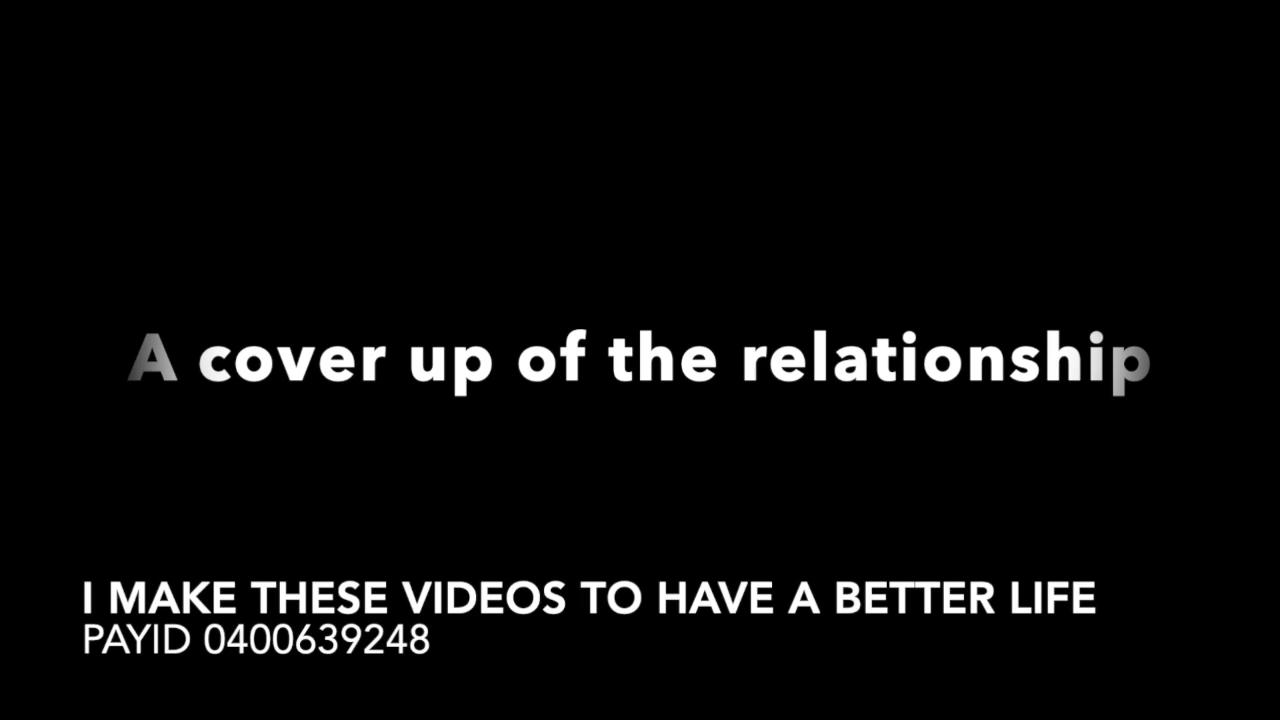 A cover up of the relationship
I MAKE THESE VIDEOS TO HAVE A BETTER LIFE
PAYID 0400639248